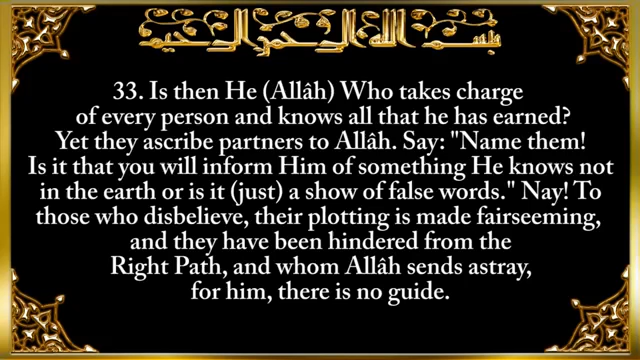 بسم الله الرحمن الرحيم
33. Is then He (Allâh) Who takes charge
of every person and knows all that he has earned?
Yet they ascribe partners to Allâh. Say: "Name them!
Is it that you will inform Him of something He knows not
in the earth or is it (just) a show of false words." Nay! To
those who disbelieve, their plotting is made fairseeming,
and they have been hindered from the
Right Path, and whom Allâh sends astray,
for him, there is no guide.